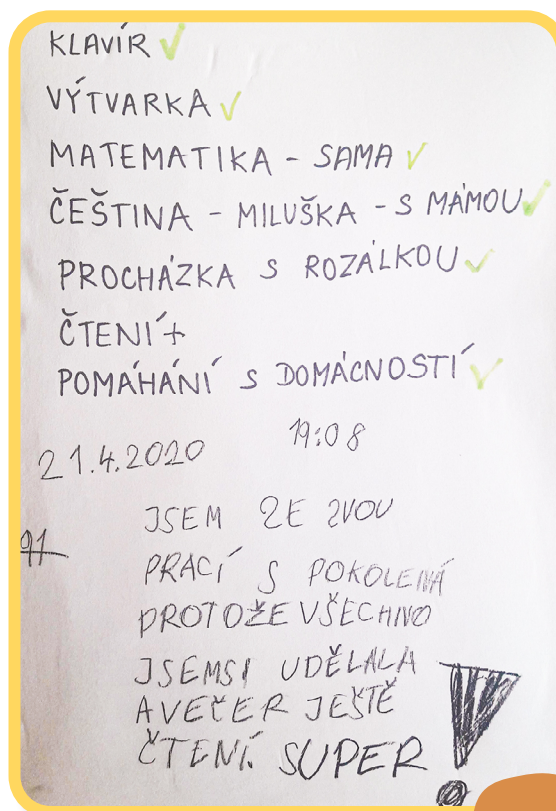 KLAVÍR
VÝTVARKA
MATEMATIKA - SAMA
ČEŠTINA - MILUŠKA - S MÁMOU
PROCHÁZKA S ROZÁLKOU
ČTENÍ +
POMÁHÁNÍ S DOMÁCNOSTÍ
21.4.2020 19:08
JSEM ZE SVOU
PRACÍ S POKOLENÁ
PROTOŽE VŠECHNO
JSEMSI UDĚLALA
AVEČER JEŠTĚ
ČTENÍ. SUPER!